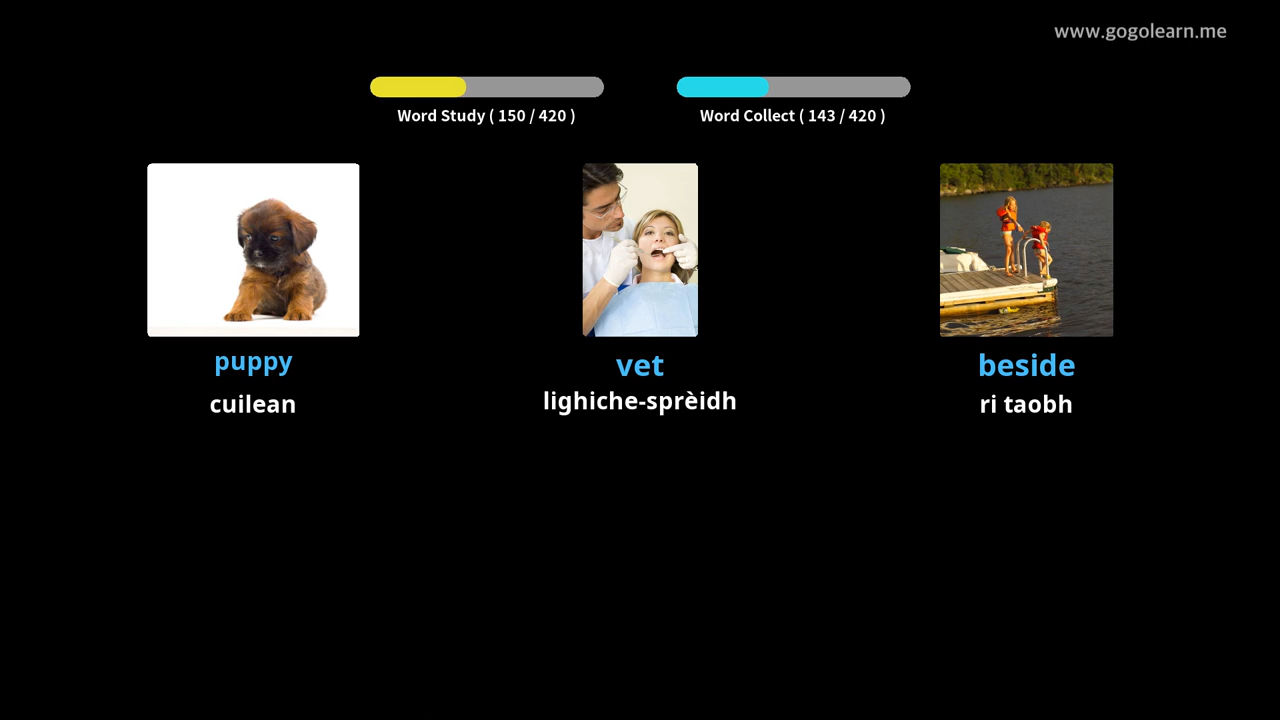 www.gogolearn.me
Word Study ( 150 / 420 )
Word Collect ( 143 / 420 )
puppy
cuilean
vet
lighiche-sprèidh
beside
ri taobh